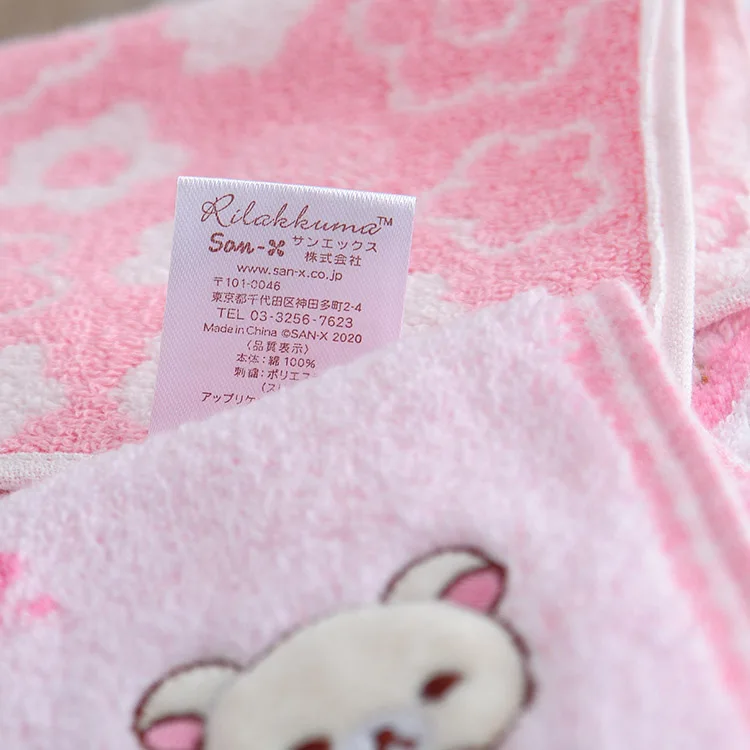 Rilakkuma™
San-X サンエックス
株式会社
www.san-x.co.jp
〒101-0046
東京都千代田区神田多町2-4
TEL 03-3256-7623
Made in China ©SAN-X 2020
〈品質表示〉
本体:綿 100%
刺繍:ポリエス
アップリケ